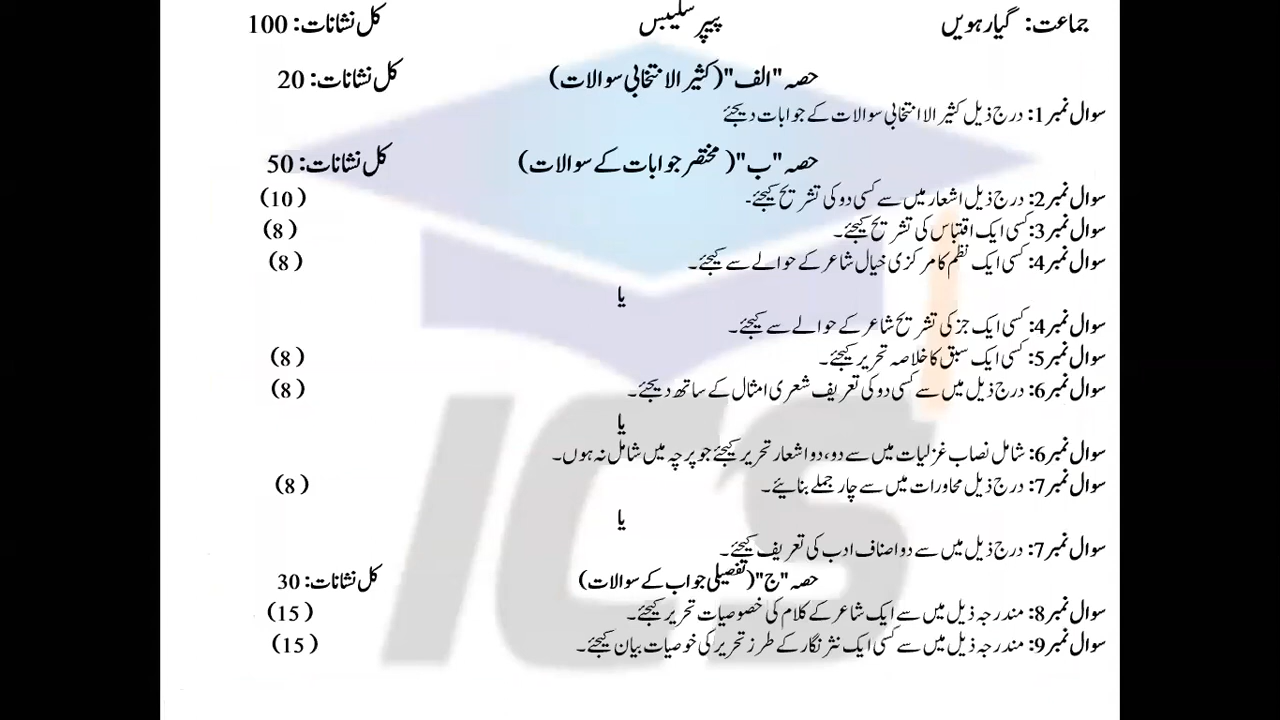 جماعت: گیارہویں پیپر سلیبس کل نشانات: 100
حصہ "الف" (کثیر الانتخابی سوالات) کل نشانات: 20
سوال نمبر 1: درج ذیل کثیر الاانتخابی سوالات کے جوابات دیجئے
حصہ "ب" ( مختصر جوابات کے سوالات) کل نشانات: 50
سوال نمبر 2: درج ذیل اشعار میں سے کسی دو کی تشریح کیجئے۔ (10)
سوال نمبر 3: کسی ایک اقتباس کی تشریح کیجئے۔ (8)
سوال نمبر 4: کسی ایک نظم کا مرکزی خیال شاعر کے حوالے سے کیجئے۔ (8)
یا
سوال نمبر 4: کسی ایک جز کی تشریح شاعر کے حوالے سے کیجئے۔
سوال نمبر 5: کسی ایک سبق کا خلاصہ تحریر کیجئے۔ (8)
سوال نمبر 6: درج ذیل میں سے کسی دو کی تعریف شعری امثال کے ساتھ دیجئے۔ (8)
یا
سوال نمبر 6: شامل نصاب غزلیات میں سے دو، دو اشعار تحریر کیجئے جو پرچہ میں شامل نہ ہوں۔
سوال نمبر 7: درج ذیل محاورات میں سے چار جملے بنائیے۔ (8)
یا
سوال نمبر 7: درج ذیل میں سے دو اصناف ادب کی تعریف کیجئے۔
حصہ "ج" (تفصیلی جواب کے سوالات) کل نشانات: 30
سوال نمبر 8: مندرجہ ذیل میں سے ایک شاعر کے کلام کی خصوصیات تحریر کیجئے۔ (15)
سوال نمبر 9: مندرجہ ذیل میں سے کسی ایک نثر نگار کے طرز تحریر کی خوصیات بیان کیجئے۔ (15)
ICS